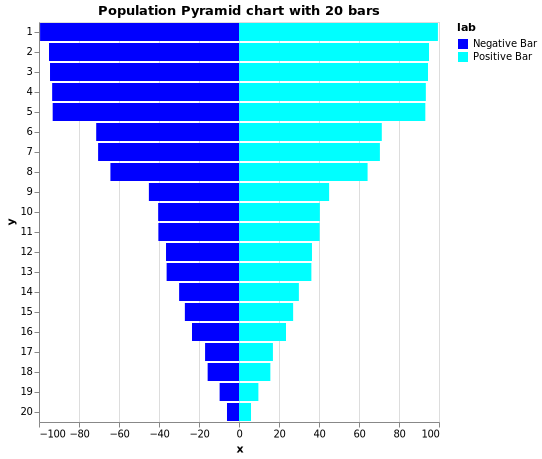 Population Pyramid chart with 20 bars
lab
Negative Bar
Positive Bar
y
1
2
3
4
5
6
7
8
9
10
11
12
13
14
15
16
17
18
19
20
−100 −80 −60 −40 −20 0 20 40 60 80 100
x